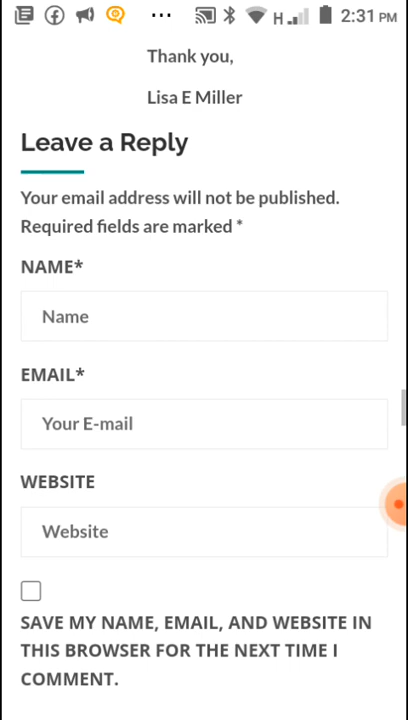 H 2:31 PM
Thank you,
Lisa E Miller
Leave a Reply
Your email address will not be published.
Required fields are marked *
NAME*
Name
EMAIL*
Your E-mail
WEBSITE
Website
SAVE MY NAME, EMAIL, AND WEBSITE IN
THIS BROWSER FOR THE NEXT TIME I
COMMENT.